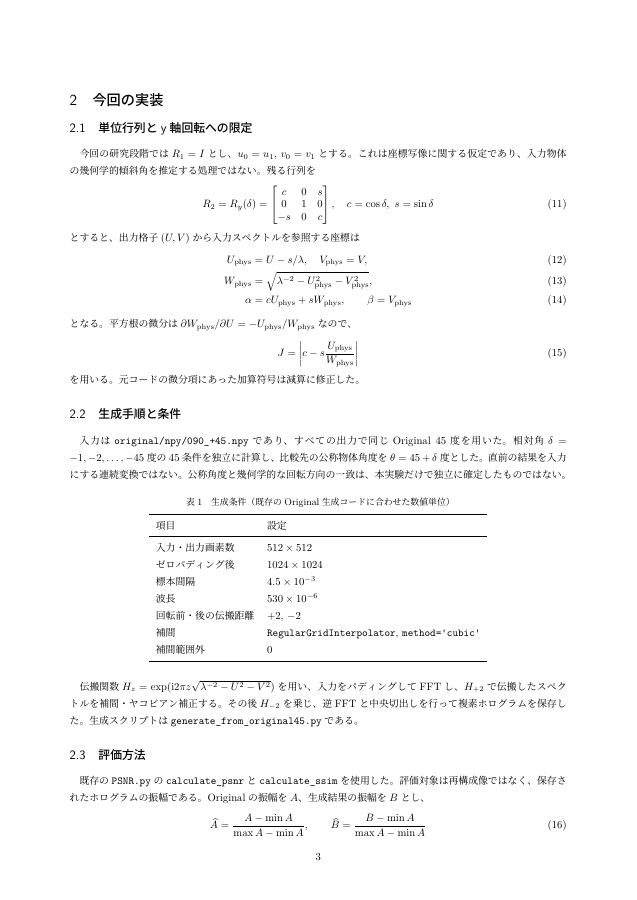 2 今回の実装
2.1 単位行列と y 軸回転への限定
今回の研究段階では R₁ = I とし、u₀ = u₁, v₀ = v₁ とする。これは座標写像に関する仮定であり、入力物体
の幾何学的傾斜角を推定する処理ではない。残る行列を
R₂ = R_y(δ) = [c 0 s; 0 1 0; −s 0 c], c = cos δ, s = sin δ (11)
とすると、出力格子 (U, V) から入力スペクトルを参照する座標は
U_phys = U − s/λ, V_phys = V, (12)
W_phys = √(λ⁻² − U²_phys − V²_phys), (13)
α = cU_phys + sW_phys, β = V_phys (14)
となる。平方根の微分は ∂W_phys/∂U = −U_phys/W_phys なので、
J = |c − s U_phys/W_phys| (15)
を用いる。元コードの微分項にあった加算符号は減算に修正した。
2.2 生成手順と条件
入力は original/npy/090_+45.npy であり、すべての出力で同じ Original 45 度を用いた。相対角 δ =
−1, −2, . . . , −45 度の 45 条件を独立に計算し、比較先の公称物体角度を θ = 45 + δ 度とした。直前の結果を入力
にする連続変換ではない。公称角度と幾何学的な回転方向の一致は、本実験だけで独立に確定したものではない。
表 1 生成条件（既存の Original 生成コードに合わせた数値単位）
項目 設定
入力・出力画素数 512 × 512
ゼロパディング後 1024 × 1024
標本間隔 4.5 × 10⁻³
波長 530 × 10⁻⁶
回転前・後の伝搬距離 +2, −2
補間 RegularGridInterpolator, method='cubic'
補間範囲外 0
伝搬関数 H_z = exp(i2πz√(λ⁻² − U² − V²)) を用い、入力をパディングして FFT し、H₊₂ で伝搬したスペク
トルを補間・ヤコビアン補正する。その後 H₋₂ を乗じ、逆 FFT と中央切出しを行って複素ホログラムを保存し
た。生成スクリプトは generate_from_original45.py である。
2.3 評価方法
既存の PSNR.py の calculate_psnr と calculate_ssim を使用した。評価対象は再構成像ではなく、保存さ
れたホログラムの振幅である。Original の振幅を A、生成結果の振幅を B とし、
Â = (A − min A)/(max A − min A), B̂ = (B − min A)/(max A − min A) (16)
3